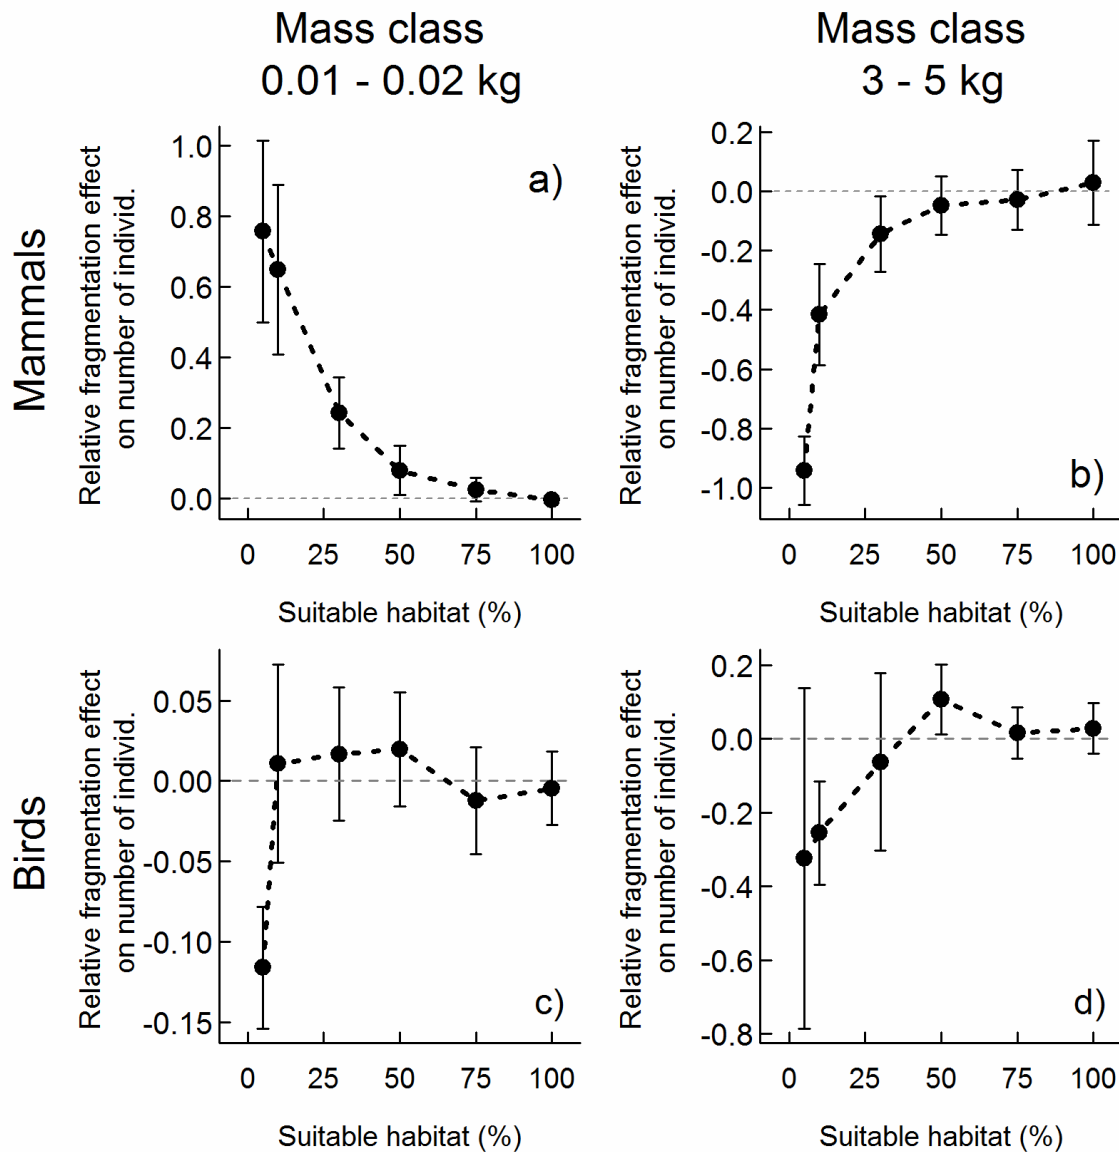 Mass class
0.01 - 0.02 kg
Mass class
3 - 5 kg
Mammals
Relative fragmentation effect
on number of individ.
1.0
0.8
0.6
0.4
0.2
0.0
a)
0 25 50 75 100
Suitable habitat (%)
Relative fragmentation effect
on number of individ.
0.2
0.0
-0.2
-0.4
-0.6
-0.8
-1.0
b)
0 25 50 75 100
Suitable habitat (%)
Birds
Relative fragmentation effect
on number of individ.
0.05
0.00
-0.05
-0.10
-0.15
c)
0 25 50 75 100
Suitable habitat (%)
Relative fragmentation effect
on number of individ.
0.2
0.0
-0.2
-0.4
-0.6
-0.8
d)
0 25 50 75 100
Suitable habitat (%)